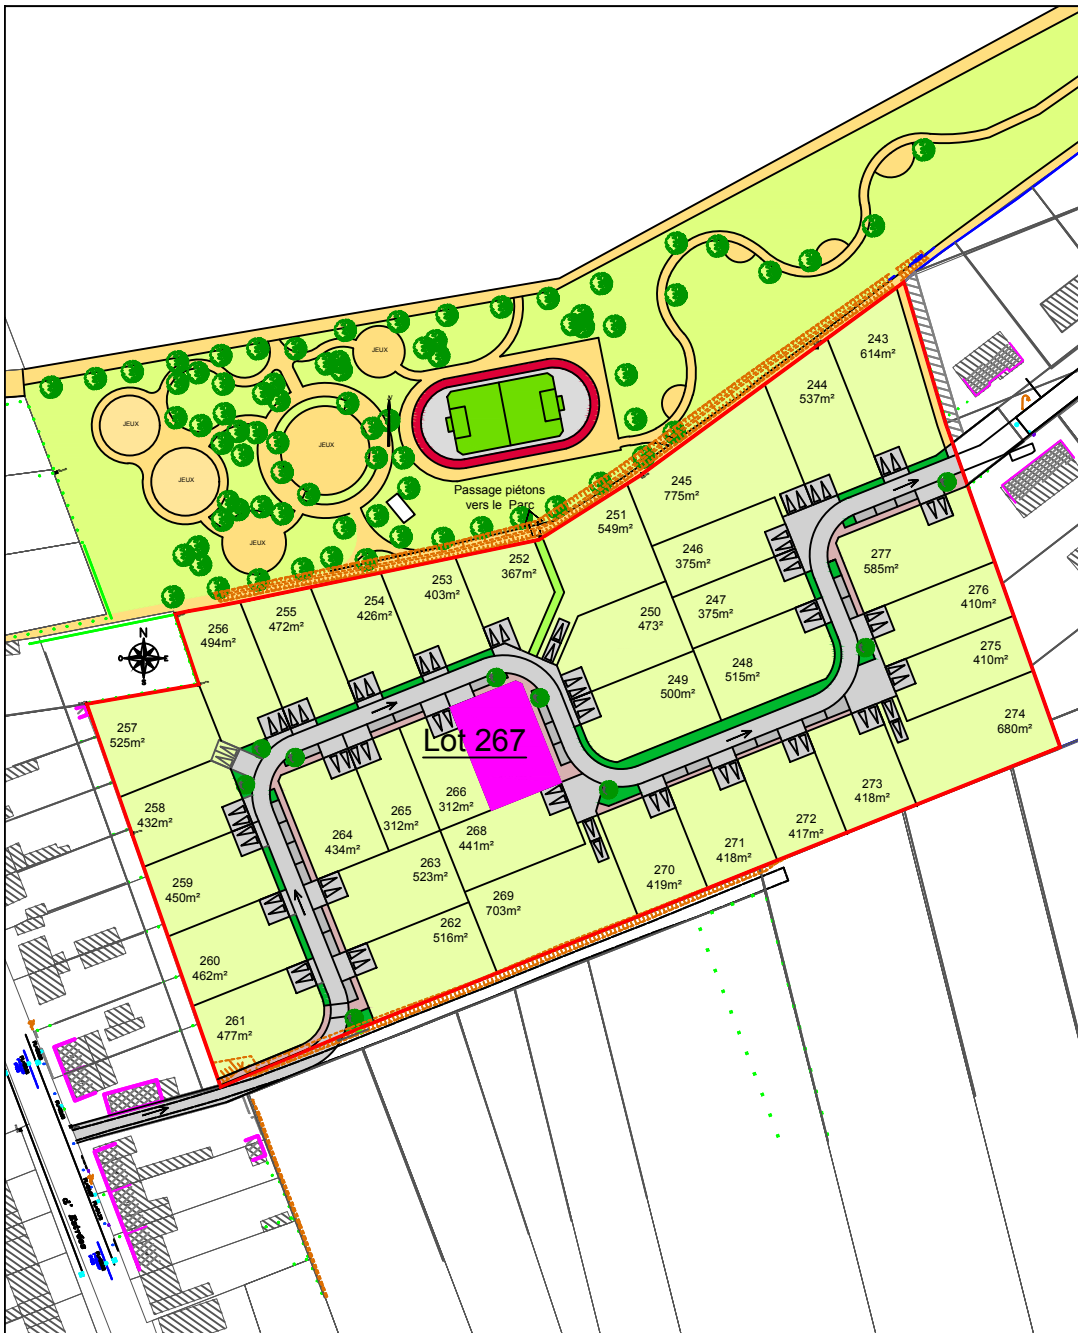 243
614m²
244
537m²
JEUX
JEUX
JEUX
JEUX
JEUX
Passage piétons
vers le Parc
245
775m²
251
549m²
246
375m²
277
585m²
252
367m²
253
403m²
276
410m²
254
426m²
247
375m²
255
472m²
250
473²
256
494m²
N
E
S
275
410m²
248
515m²
249
500m²
274
680m²
257
525m²
Lot 267
273
418m²
266
312m²
258
432m²
265
312m²
272
417m²
264
434m²
268
441m²
271
418m²
263
523m²
270
419m²
259
450m²
269
703m²
262
516m²
260
462m²
261
477m²